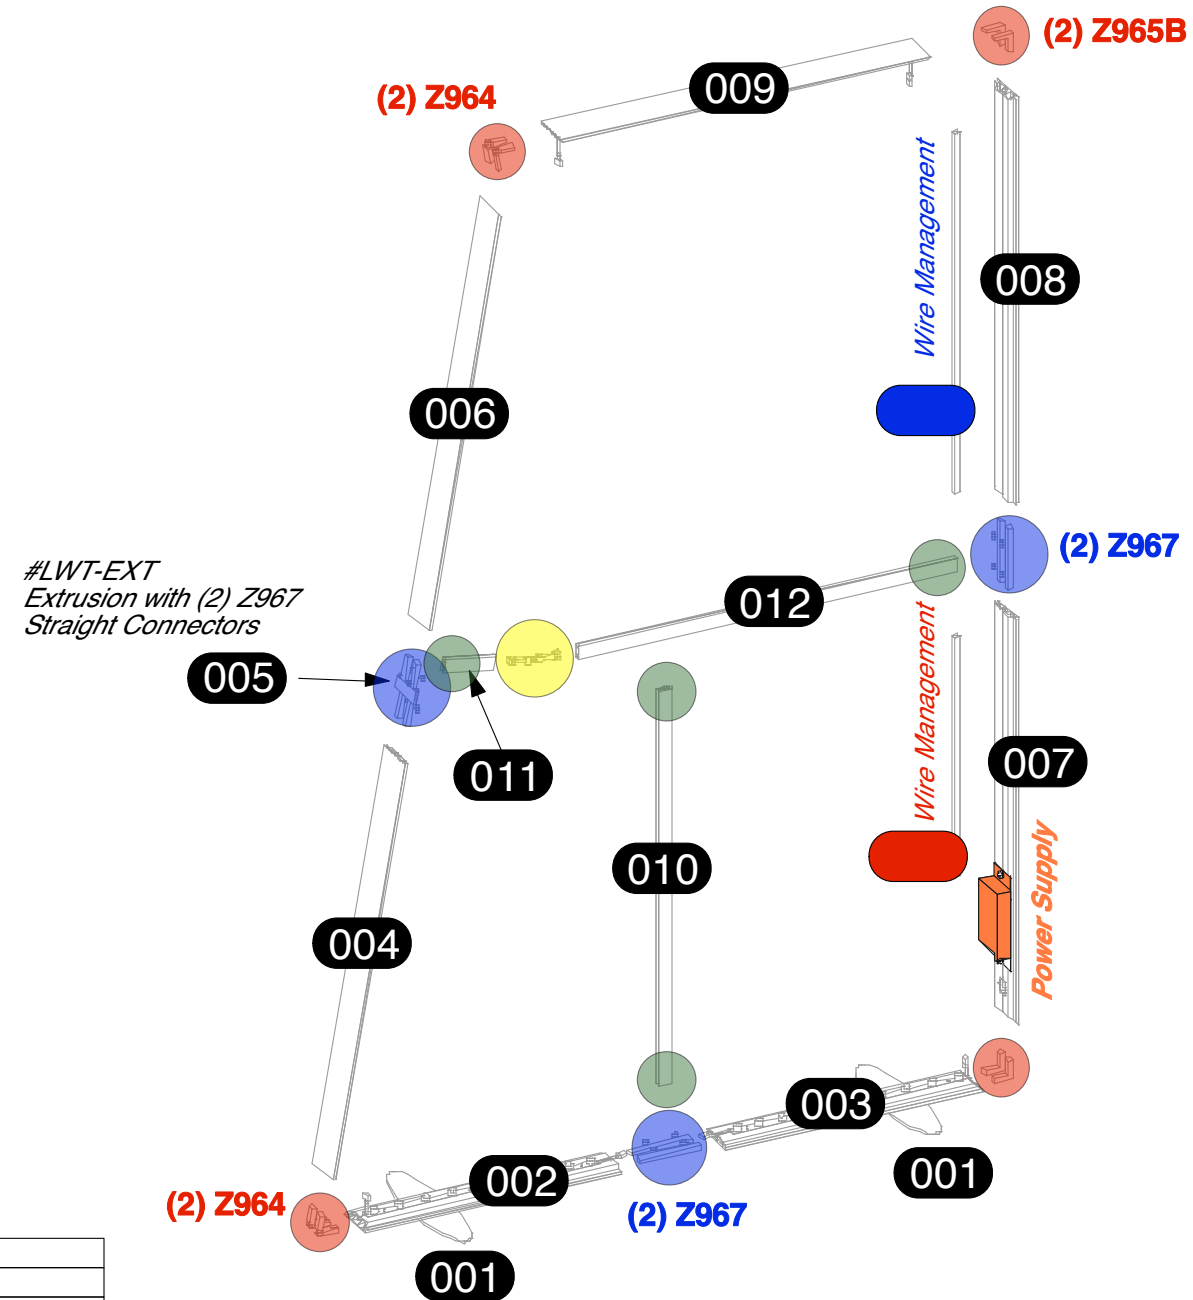 (2) Z965B
009
(2) Z964
Wire Management
008
006
(2) Z967
#LWT-EXT
Extrusion with (2) Z967
Straight Connectors
012
005
Wire Management
011
007
010
Power Supply
004
003
002
001
(2) Z964
(2) Z967
001